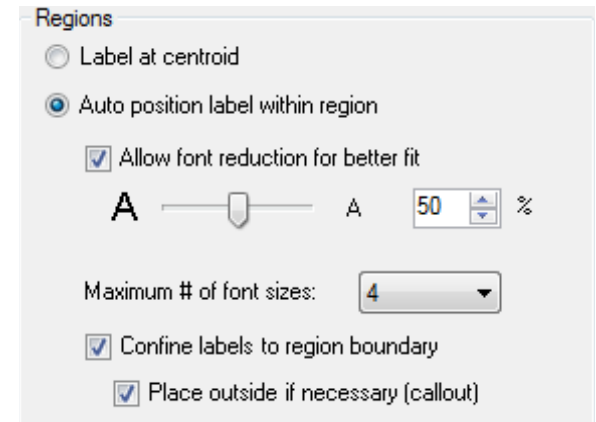 Regions
Label at centroid
Auto position label within region
Allow font reduction for better fit
A A 50 %
Maximum # of font sizes: 4
Confine labels to region boundary
Place outside if necessary (callout)